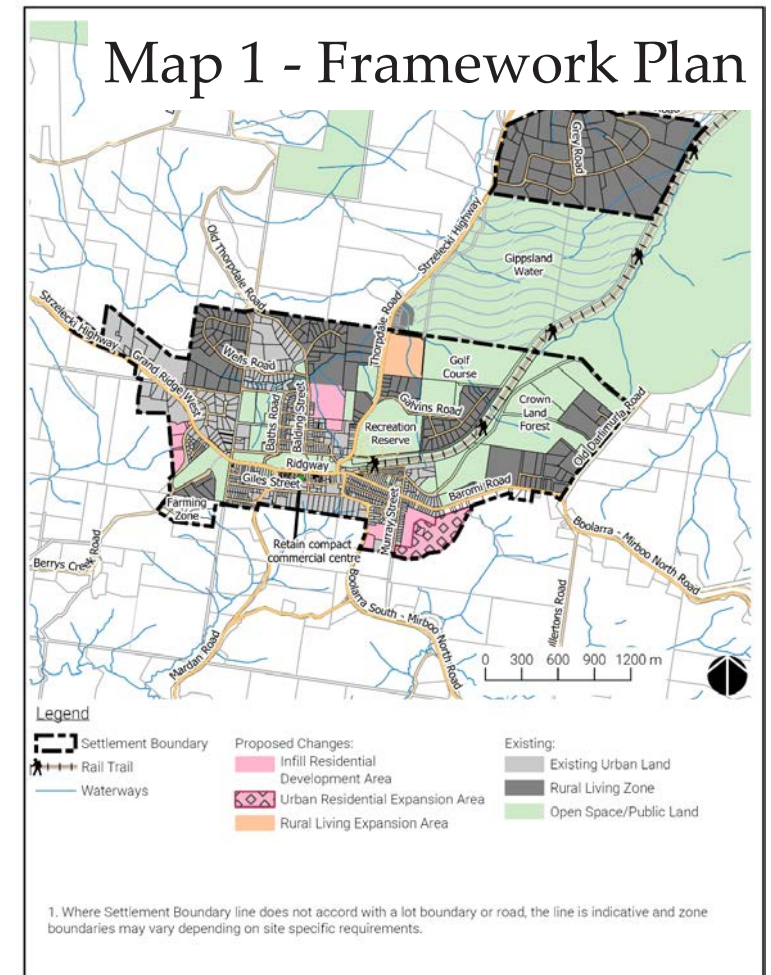 Map 1 - Framework Plan
Grey Road
Strzelecki Highway
Gippsland
Water
Old Thorpdale Road
Thorpdale Road
Strzelecki Highway
Grand Ridge West
Wells Road
Golf
Course
Galvins Road
Crown
Land
Forest
Baths Road
Balding Street
Recreation
Reserve
Old Darlimurla Road
Ridgway
Giles Street
Baromi Road
Murray Street
Farming
Zone
Retain compact
commercial centre
Boolarra - Mirboo North Road
Berrys Creek Road
Boolarra South - Mirboo North Road
Mardan Road
llertons Road
0 300 600 900 1200 m
Legend
Settlement Boundary
Rail Trail
Waterways
Proposed Changes:
Infill Residential
Development Area
Urban Residential Expansion Area
Rural Living Expansion Area
Existing:
Existing Urban Land
Rural Living Zone
Open Space/Public Land
1. Where Settlement Boundary line does not accord with a lot boundary or road, the line is indicative and zone
boundaries may vary depending on site specific requirements.